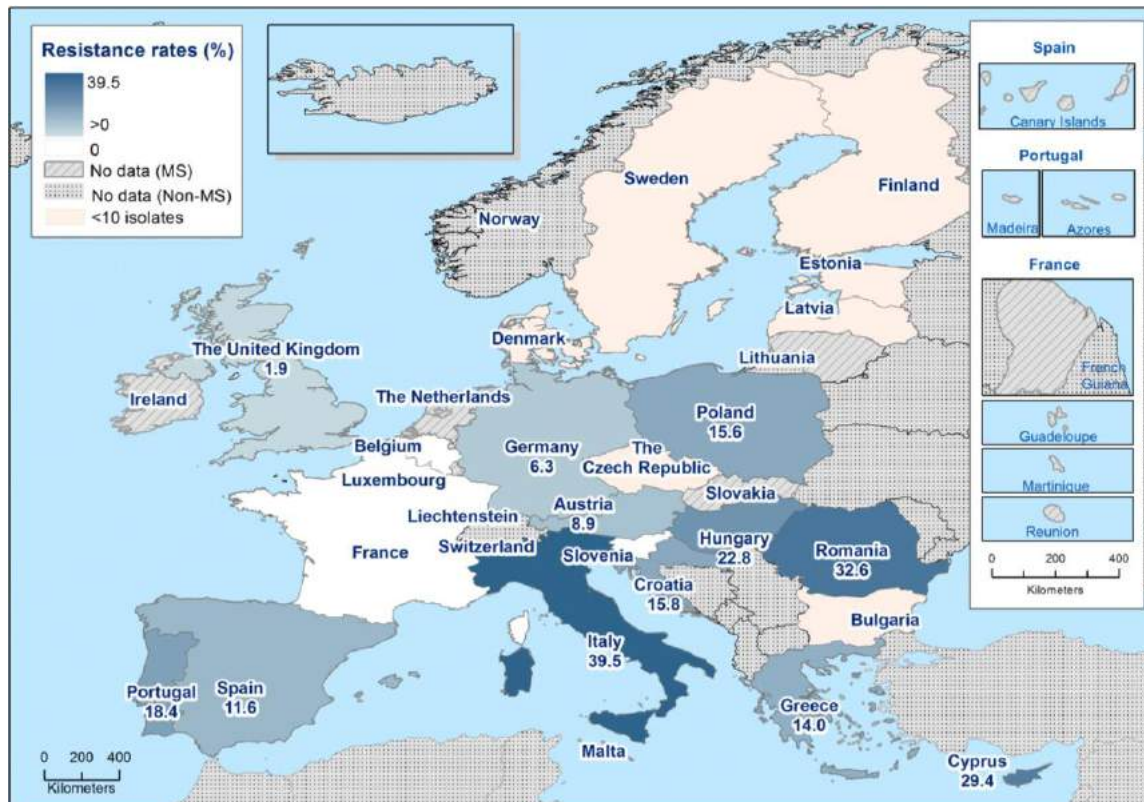 Resistance rates (%)
39.5
>0
0
No data (MS)
No data (Non-MS)
<10 isolates
Sweden
Finland
Norway
Estonia
Latvia
Denmark
Lithuania
The United Kingdom
1.9
Ireland
The Netherlands
Poland
15.6
Belgium
Germany
6.3
The
Czech Republic
Luxembourg
Slovakia
Austria
8.9
Liechtenstein
Hungary
22.8
Switzerland
Slovenia
Romania
32.6
France
Croatia
15.8
Bulgaria
Italy
39.5
Portugal
18.4
Spain
11.6
Greece
14.0
Malta
Cyprus
29.4
0 200 400
Kilometers
Spain
Canary Islands
Portugal
Madeira
Azores
France
French
Guiana
Guadeloupe
Martinique
Reunion
0 200 400
Kilometers